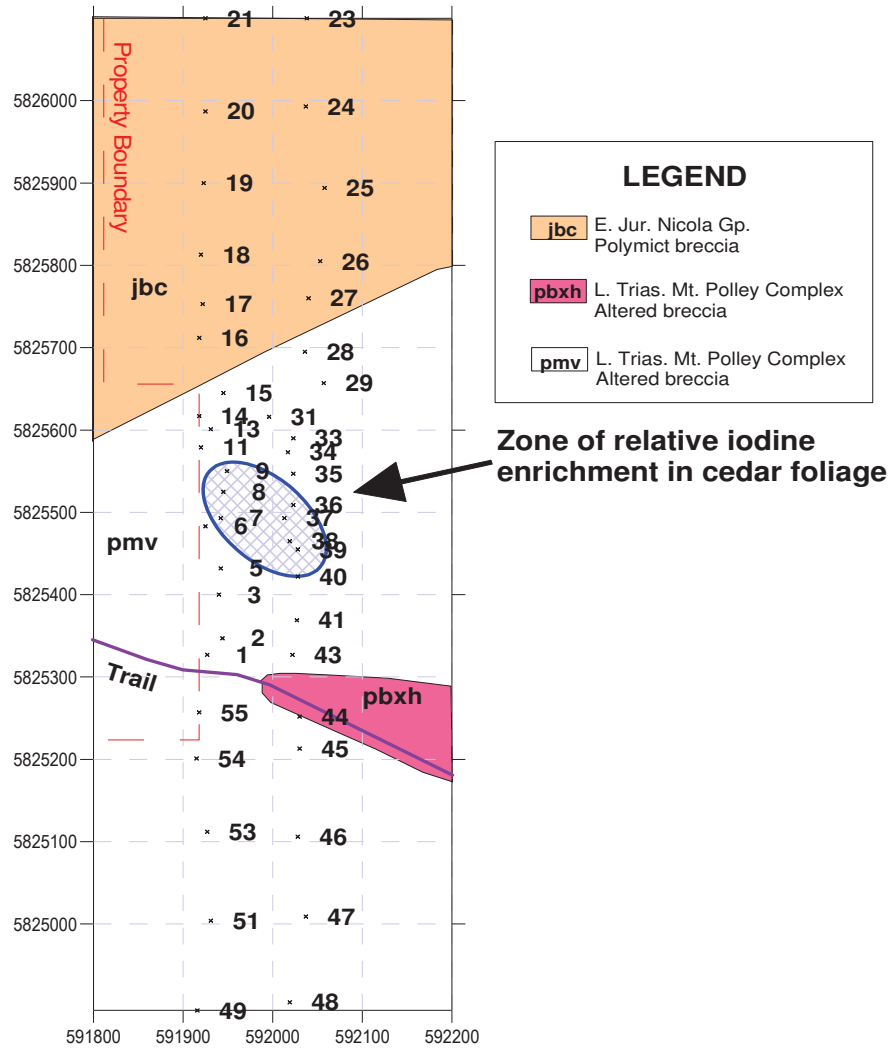 21 23
5826000
20 24
Property Boundary
5825900
19 25
18
5825800
26
jbc
17 27
16
5825700
28
15 29
14 31
13
5825600
33
11 34
9 35
8
36
5825500
7 37
6
38
pmv
39
5 40
5825400
3
41
2
1 43
5825300
Trail
pbxh
55 44
45
54
5825200
53 46
5825100
51 47
5825000
49 48
591800 591900 592000 592100 592200
LEGEND
jbc E. Jur. Nicola Gp.
Polymict breccia
pbxh L. Trias. Mt. Polley Complex
Altered breccia
pmv L. Trias. Mt. Polley Complex
Altered breccia
Zone of relative iodine
enrichment in cedar foliage